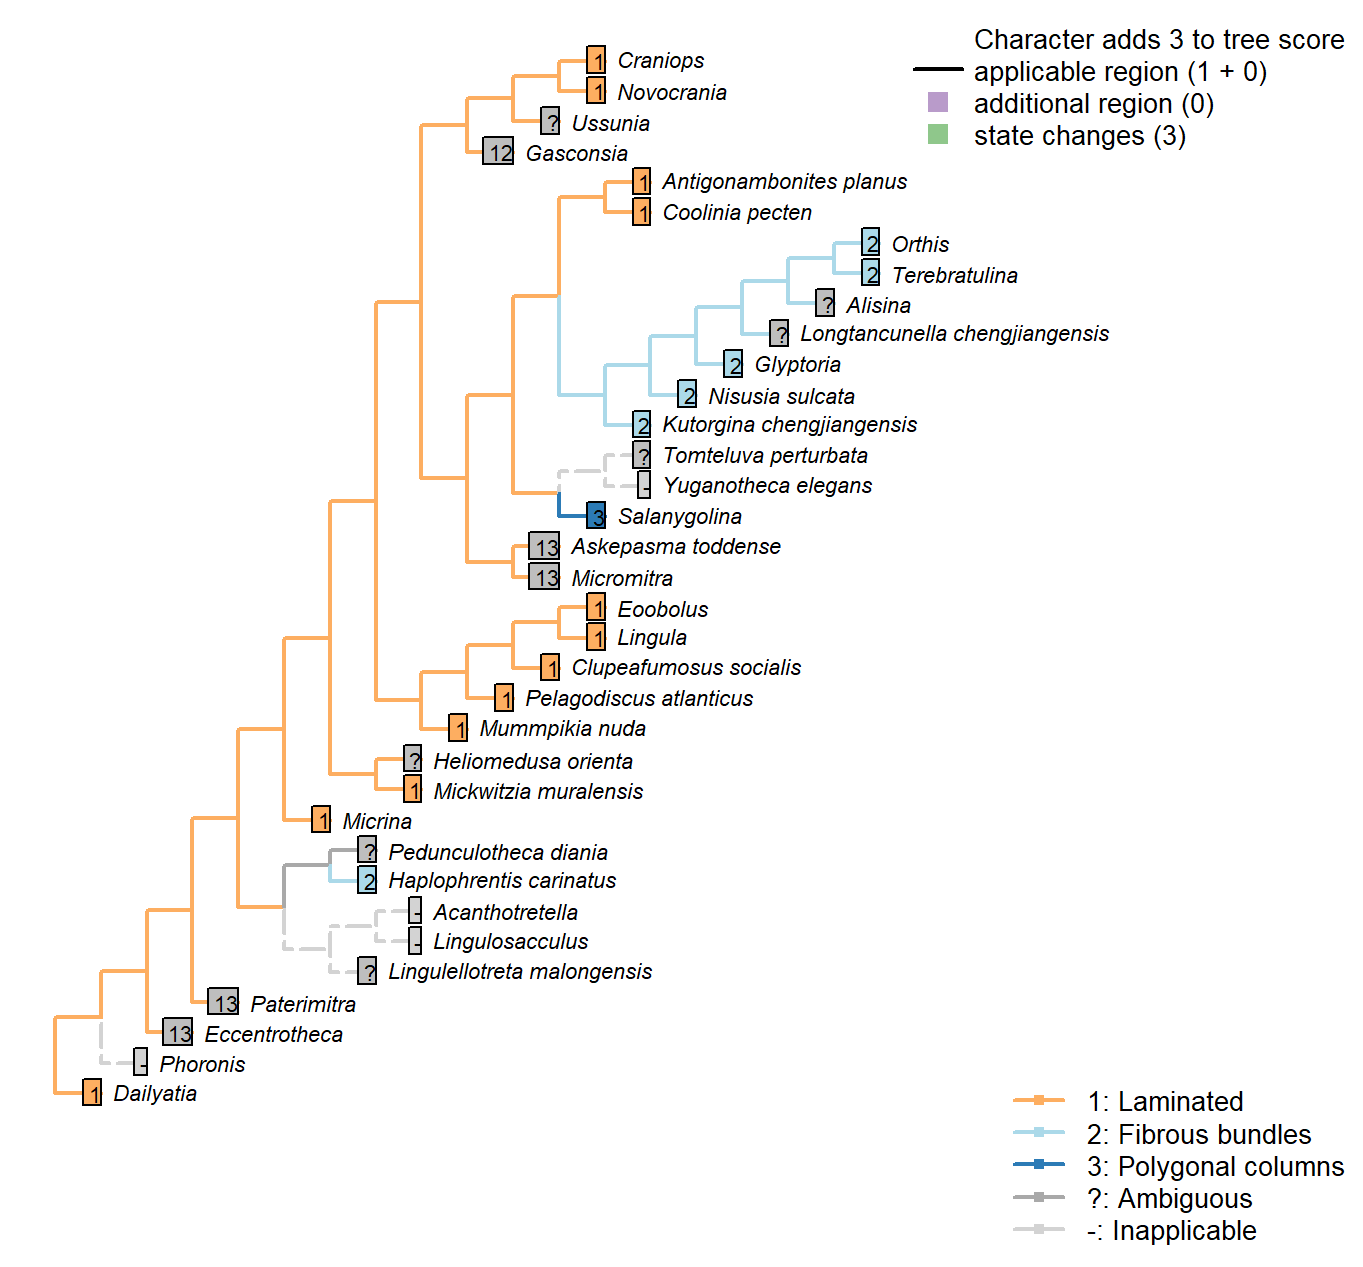 Character adds 3 to tree score
applicable region (1 + 0)
additional region (0)
state changes (3)
1 Craniops
1 Novocrania
? Ussunia
12 Gasconsia
1 Antigonambonites planus
1 Coolinia pecten
2 Orthis
2 Terebratulina
? Alisina
? Longtancunella chengjiangensis
2 Glyptoria
2 Nisusia sulcata
2 Kutorgina chengjiangensis
? Tomteluva perturbata
- Yuganotheca elegans
3 Salanygolina
13 Askepasma toddense
13 Micromitra
1 Eoobolus
1 Lingula
1 Clupeafumosus socialis
1 Pelagodiscus atlanticus
1 Mummpikia nuda
? Heliomedusa orienta
1 Mickwitzia muralensis
1 Micrina
? Pedunculotheca diania
2 Haplophrentis carinatus
- Acanthotretella
- Lingulosacculus
? Lingulellotreta malongensis
13 Paterimitra
13 Eccentrotheca
- Phoronis
1 Dailyatia
1: Laminated
2: Fibrous bundles
3: Polygonal columns
?: Ambiguous
-: Inapplicable